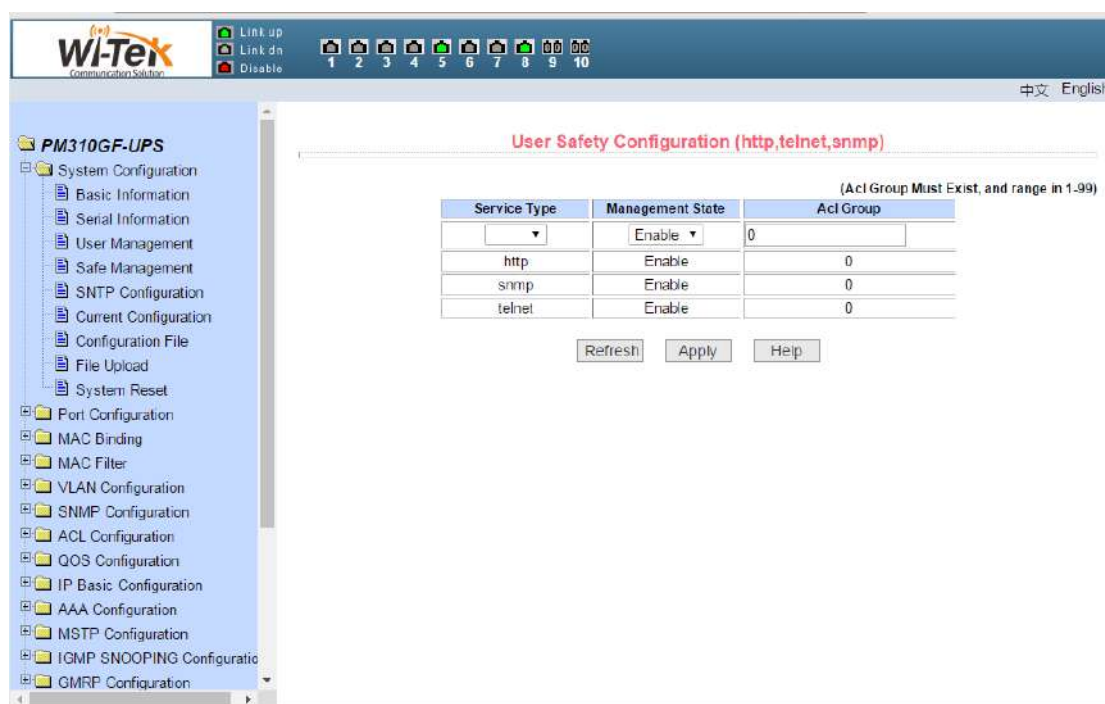 Wi-Tek
Communication Solution
Link up
Link dn
Disable
1 2 3 4 5 6 7 8 9 10
中文 English
PM310GF-UPS
System Configuration
Basic Information
Serial Information
User Management
Safe Management
SNTP Configuration
Current Configuration
Configuration File
File Upload
System Reset
Port Configuration
MAC Binding
MAC Filter
VLAN Configuration
SNMP Configuration
ACL Configuration
QOS Configuration
IP Basic Configuration
AAA Configuration
MSTP Configuration
IGMP SNOOPING Configuratio
GMRP Configuration
User Safety Configuration (http,telnet,snmp)
(Acl Group Must Exist, and range in 1-99)
Service Type Management State Acl Group
Enable 0
http Enable 0
snmp Enable 0
telnet Enable 0
Refresh Apply Help